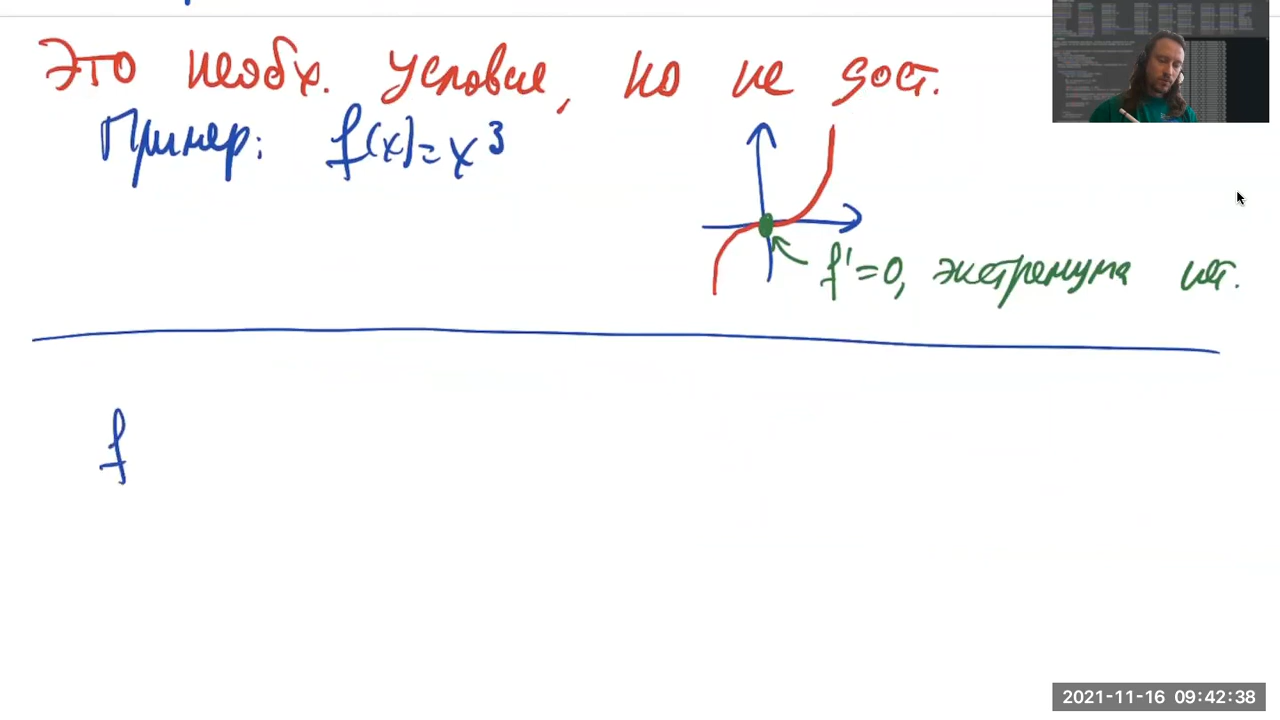 Это необх. условие, но не дост.
Пример: f(x)=x³
f'=0, экстремума нет.
f
2021-11-16 09:42:38